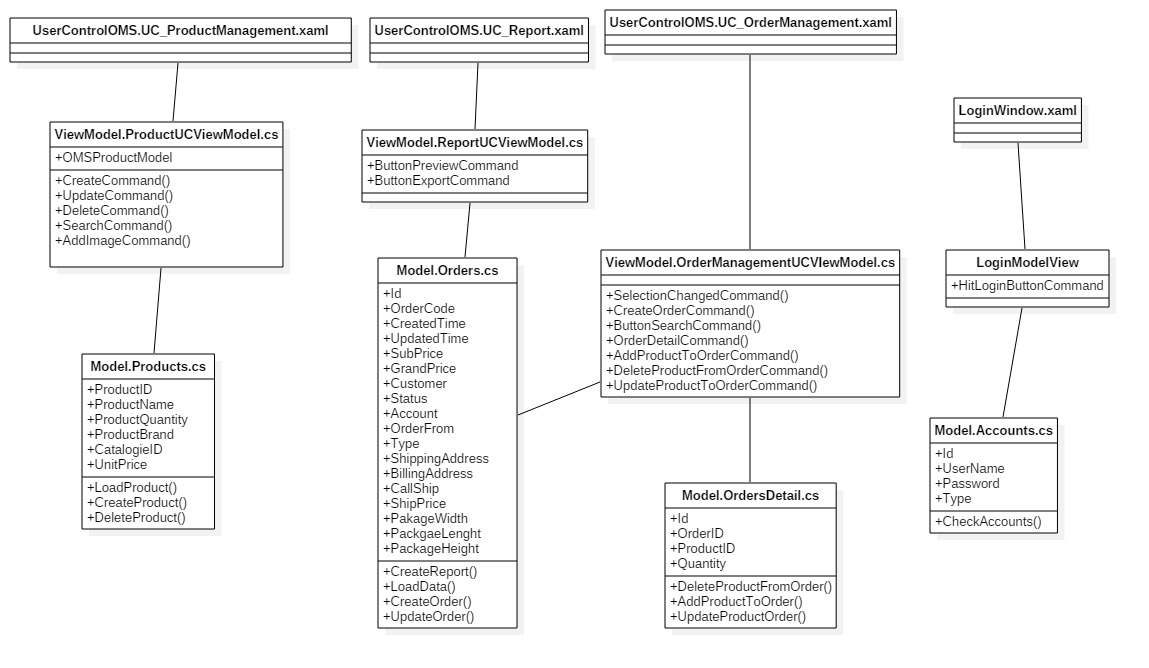 UserControlOMS.UC_ProductManagement.xaml
UserControlOMS.UC_Report.xaml
UserControlOMS.UC_OrderManagement.xaml
LoginWindow.xaml
ViewModel.ProductUCViewModel.cs
+OMSProductModel
+CreateCommand()
+UpdateCommand()
+DeleteCommand()
+SearchCommand()
+AddImageCommand()
ViewModel.ReportUCViewModel.cs
+ButtonPreviewCommand
+ButtonExportCommand
ViewModel.OrderManagementUCVIewModel.cs
+SelectionChangedCommand()
+CreateOrderCommand()
+ButtonSearchCommand()
+OrderDetailCommand()
+AddProductToOrderCommand()
+DeleteProductFromOrderCommand()
+UpdateProductToOrderCommand()
LoginModelView
+HitLoginButtonCommand
Model.Products.cs
+ProductID
+ProductName
+ProductQuantity
+ProductBrand
+CatalogieID
+UnitPrice
+LoadProduct()
+CreateProduct()
+DeleteProduct()
Model.Orders.cs
+Id
+OrderCode
+CreatedTime
+UpdatedTime
+SubPrice
+GrandPrice
+Customer
+Status
+Account
+OrderFrom
+Type
+ShippingAddress
+BillingAddress
+CallShip
+ShipPrice
+PakageWidth
+PackgaeLenght
+PackageHeight
+CreateReport()
+LoadData()
+CreateOrder()
+UpdateOrder()
Model.OrdersDetail.cs
+Id
+OrderID
+ProductID
+Quantity
+DeleteProductFromOrder()
+AddProductToOrder()
+UpdateProductOrder()
Model.Accounts.cs
+Id
+UserName
+Password
+Type
+CheckAccounts()